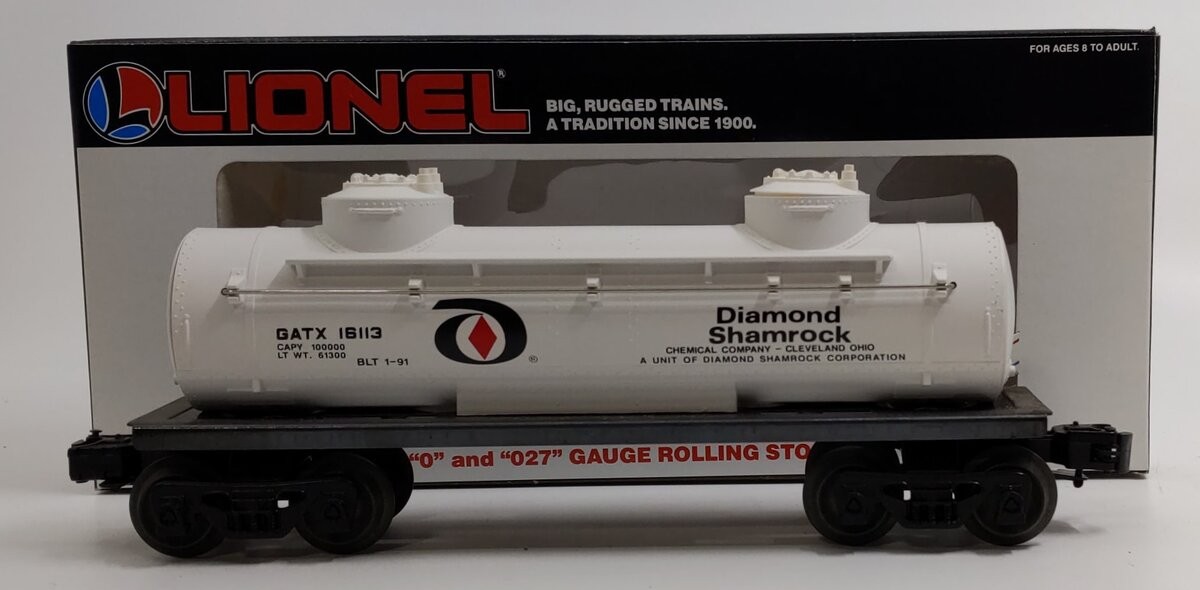 FOR AGES 8 TO ADULT.
LIONEL®
BIG, RUGGED TRAINS.
A TRADITION SINCE 1900.
GATX 16113
CAPY 100000
LT WT. 61300
BLT 1-91
®
Diamond
Shamrock
CHEMICAL COMPANY - CLEVELAND OHIO
A UNIT OF DIAMOND SHAMROCK CORPORATION
"0" and "027" GAUGE ROLLING STO